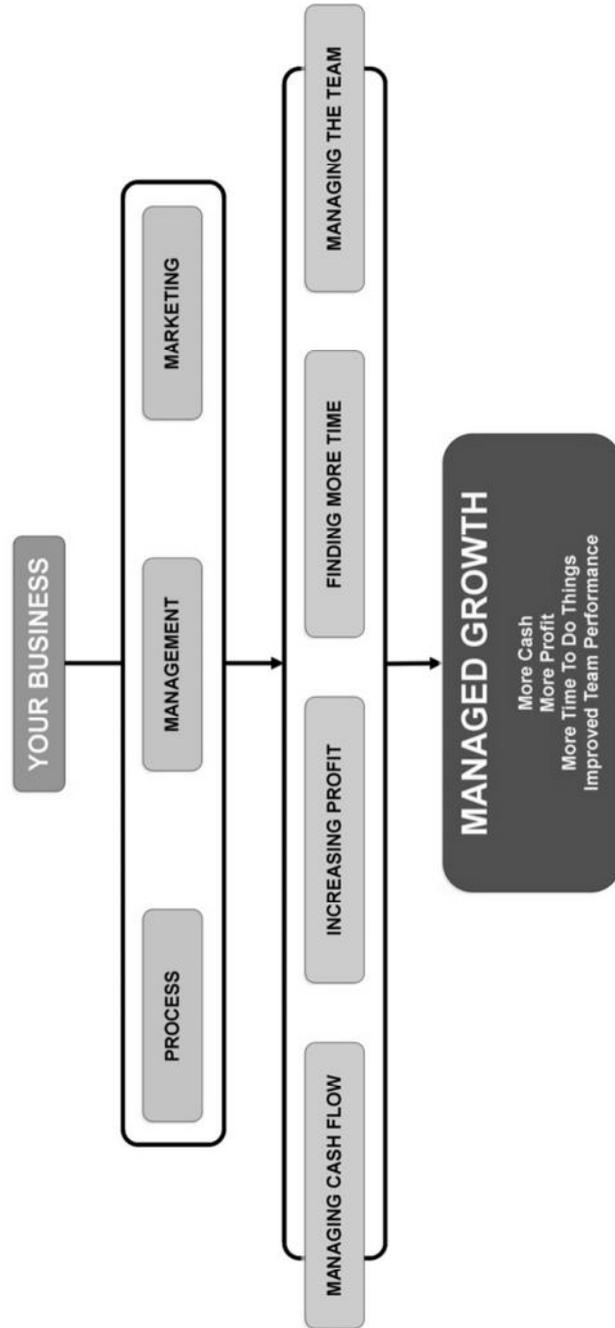 YOUR BUSINESS
PROCESS
MANAGEMENT
MARKETING
MANAGING CASH FLOW
INCREASING PROFIT
FINDING MORE TIME
MANAGING THE TEAM
MANAGED GROWTH
More Cash
More Profit
More Time To Do Things
Improved Team Performance